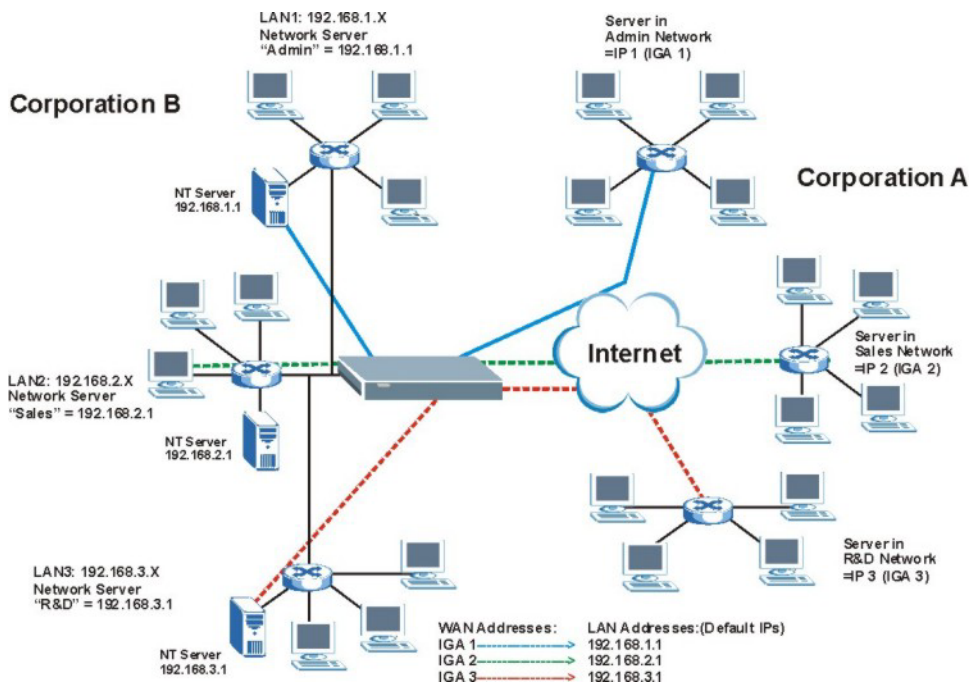 LAN1: 192.168.1.X
Network Server
“Admin” = 192.168.1.1
Server in
Admin Network
=IP 1 (IGA 1)
Corporation B
Corporation A
NT Server
192.168.1.1
Internet
Server in
Sales Network
=IP 2 (IGA 2)
LAN2: 192.168.2.X
Network Server
“Sales” = 192.168.2.1
NT Server
192.168.2.1
Server in
R&D Network
=IP 3 (IGA 3)
LAN3: 192.168.3.X
Network Server
“R&D” = 192.168.3.1
NT Server
192.168.3.1
WAN Addresses: LAN Addresses:(Default IPs)
IGA 1 192.168.1.1
IGA 2 192.168.2.1
IGA 3 192.168.3.1